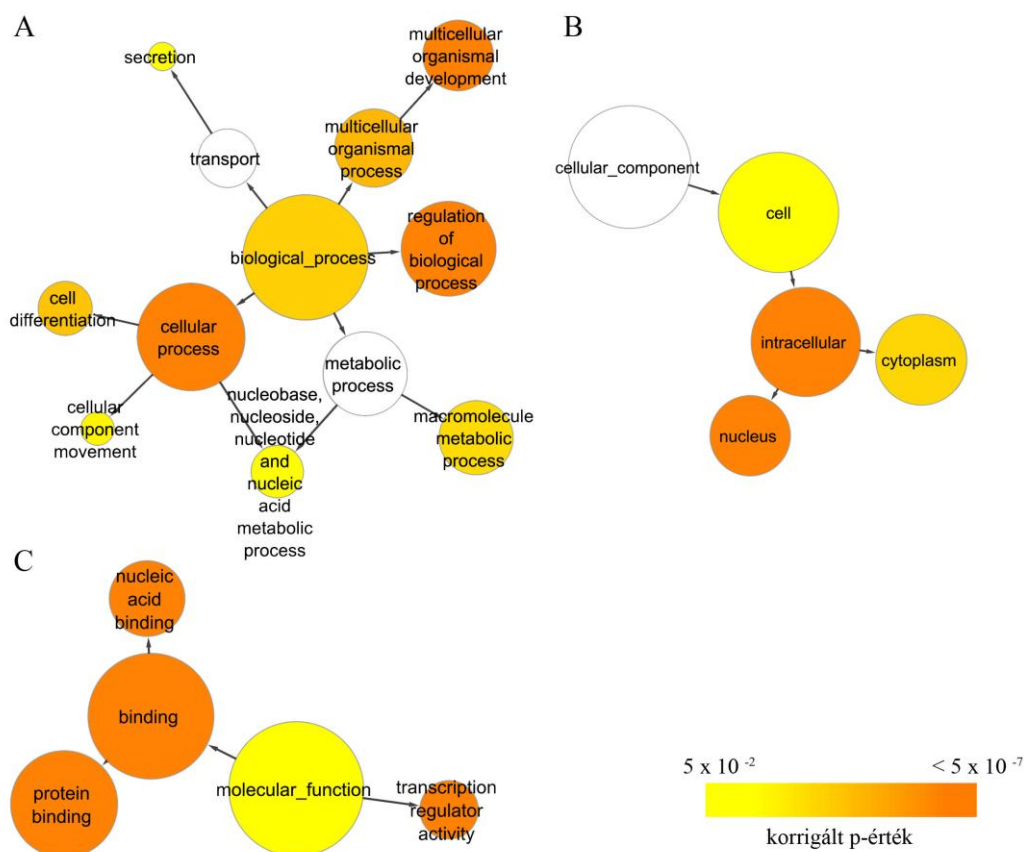 A
secretion
transport
multicellular
organismal
development
multicellular
organismal
process
biological_process
regulation
of
biological
process
cell
differentiation
cellular
process
cellular
component
movement
metabolic
process
nucleobase,
nucleoside,
nucleotide
and
nucleic
acid
metabolic
process
macromolecule
metabolic
process
B
cellular_component
cell
intracellular
cytoplasm
nucleus
C
nucleic
acid
binding
binding
protein
binding
molecular_function
transcription
regulator
activity
5 x 10 -2 < 5 x 10 -7
korrigált p-érték